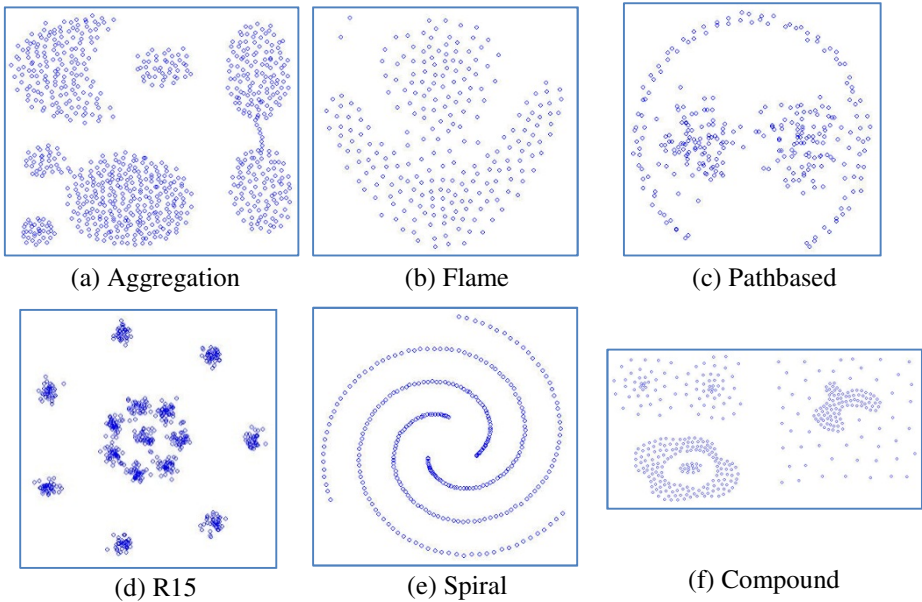 (a) Aggregation
(b) Flame
(c) Pathbased
(d) R15
(e) Spiral
(f) Compound